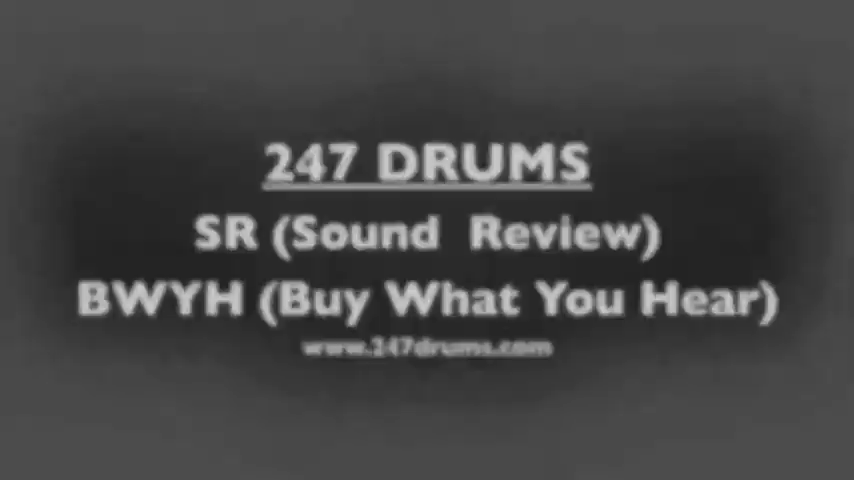 247 DRUMS
SR (Sound Review)
BWYH (Buy What You Hear)
www.247drums.com